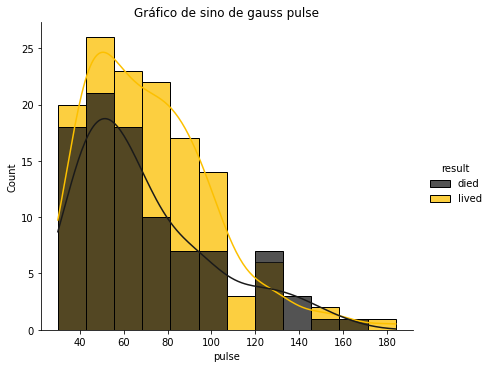 Gráfico de sino de gauss pulse
25
20
15
10
5
0
Count
40 60 80 100 120 140 160 180
pulse
result
died
lived